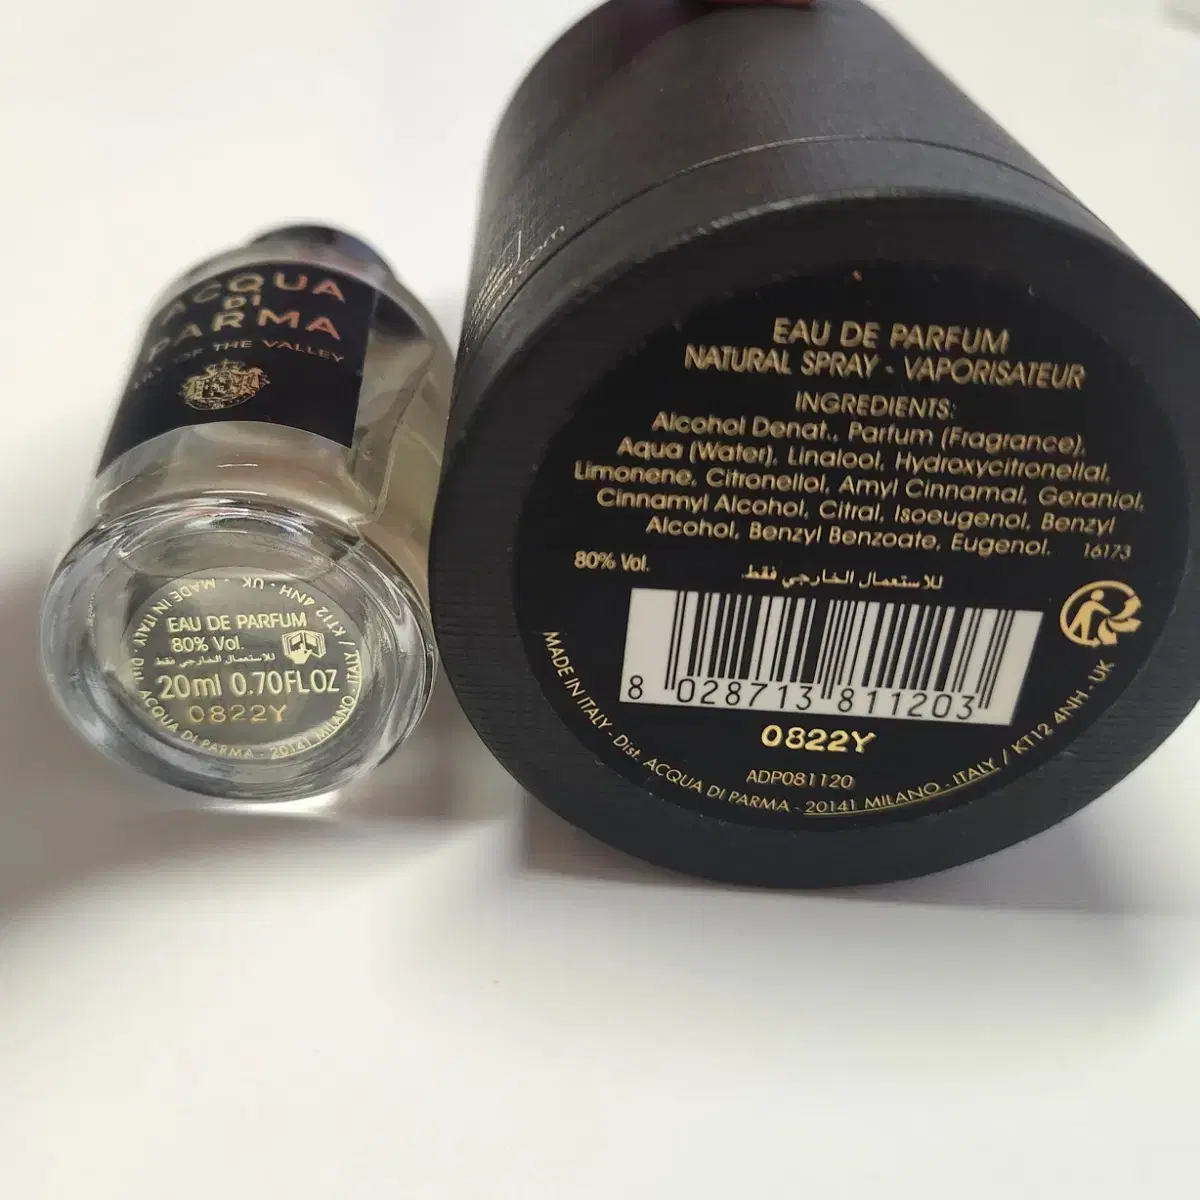 ACQUA
DI
PARMA
OF THE VALLEY
EAU DE PARFUM
80% Vol.
للاستعمال الخارجي فقط
20ml 0.70FLOZ
0822Y
MADE IN ITALY - Dist. ACQUA DI PARMA - 20141 MILANO - ITALY / KT12 4NH - UK
.com
EAU DE PARFUM
NATURAL SPRAY - VAPORISATEUR
INGREDIENTS:
Alcohol Denat., Parfum (Fragrance),
Aqua (Water), Linalool, Hydroxycitronellal,
Limonene, Citronellol, Amyl Cinnamal, Geraniol,
Cinnamyl Alcohol, Citral, Isoeugenol, Benzyl
Alcohol, Benzyl Benzoate, Eugenol. 16173
80% Vol.
للاستعمال الخارجي فقط.
8 028713 811203
0822Y
ADP081120
MADE IN ITALY - Dist. ACQUA DI PARMA - 20141 MILANO - ITALY / KT12 4NH - UK